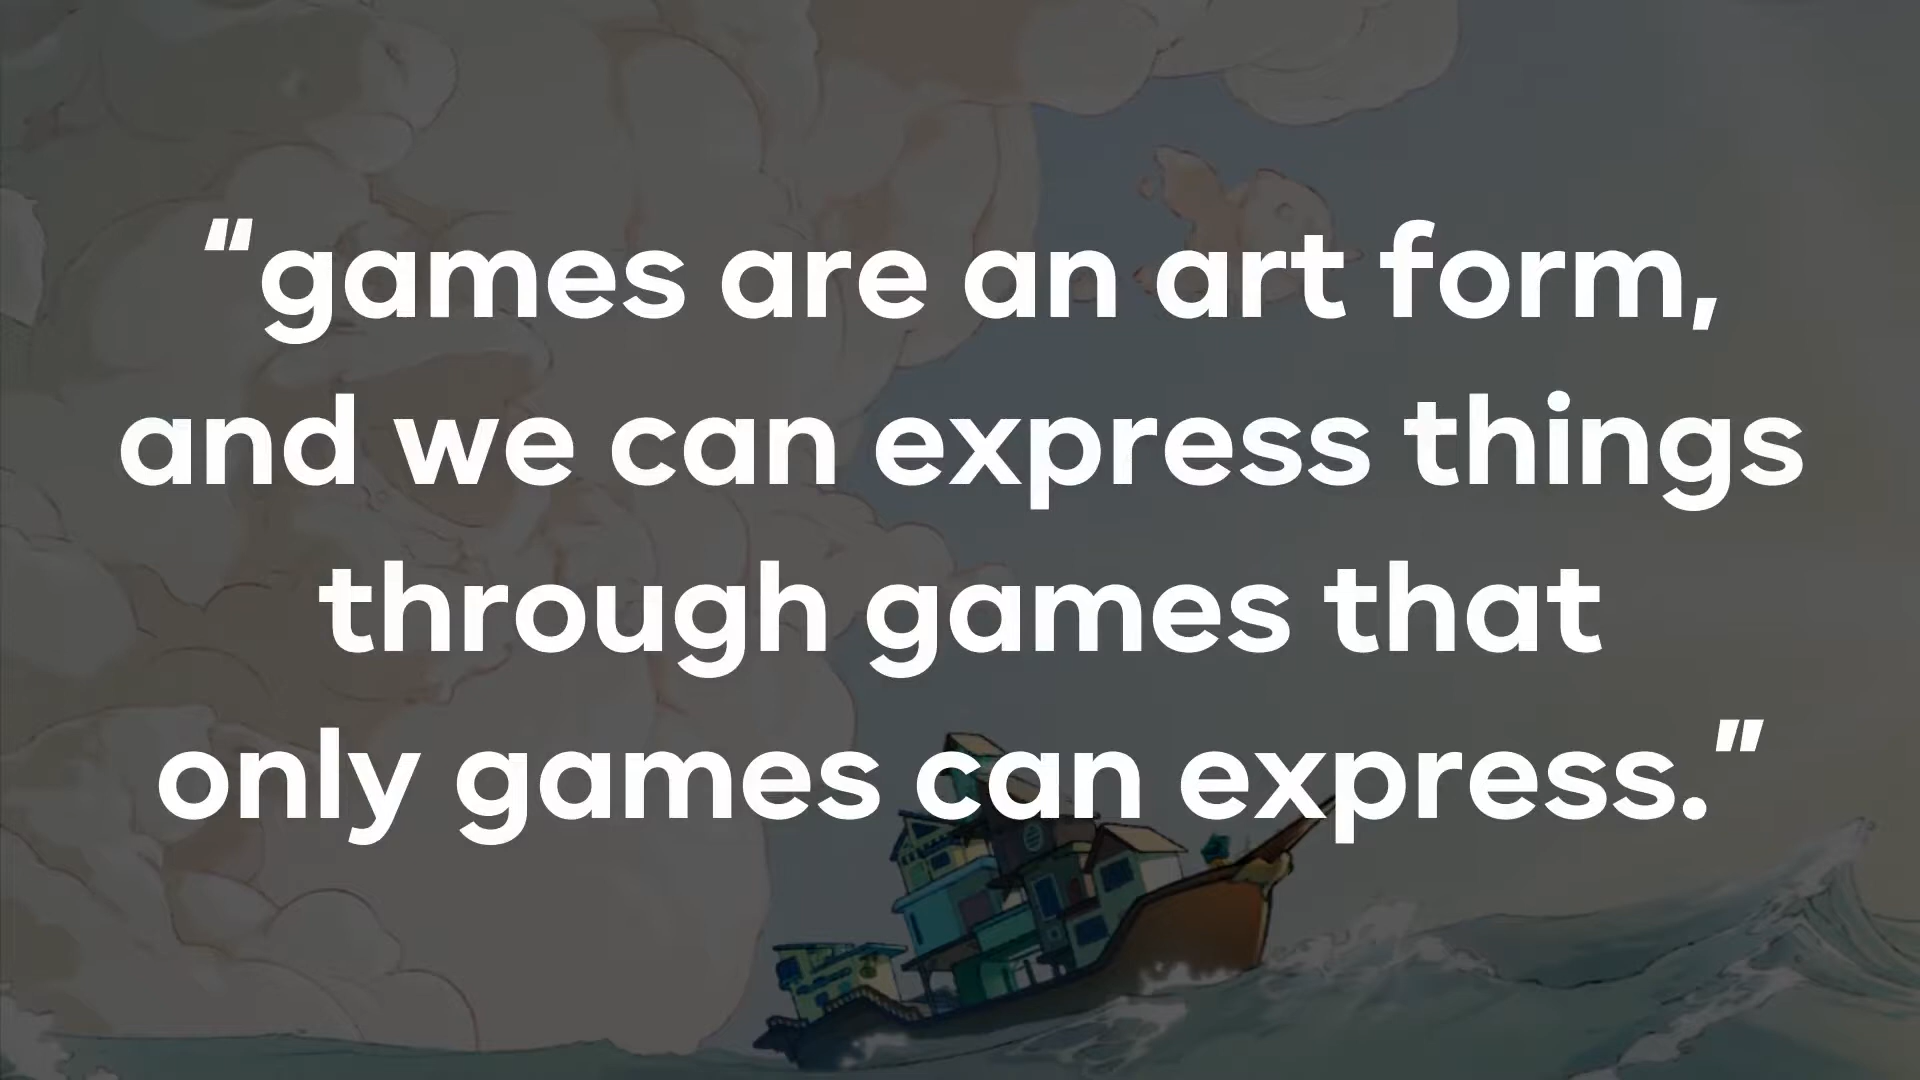 "games are an art form,
and we can express things
through games that
only games can express."